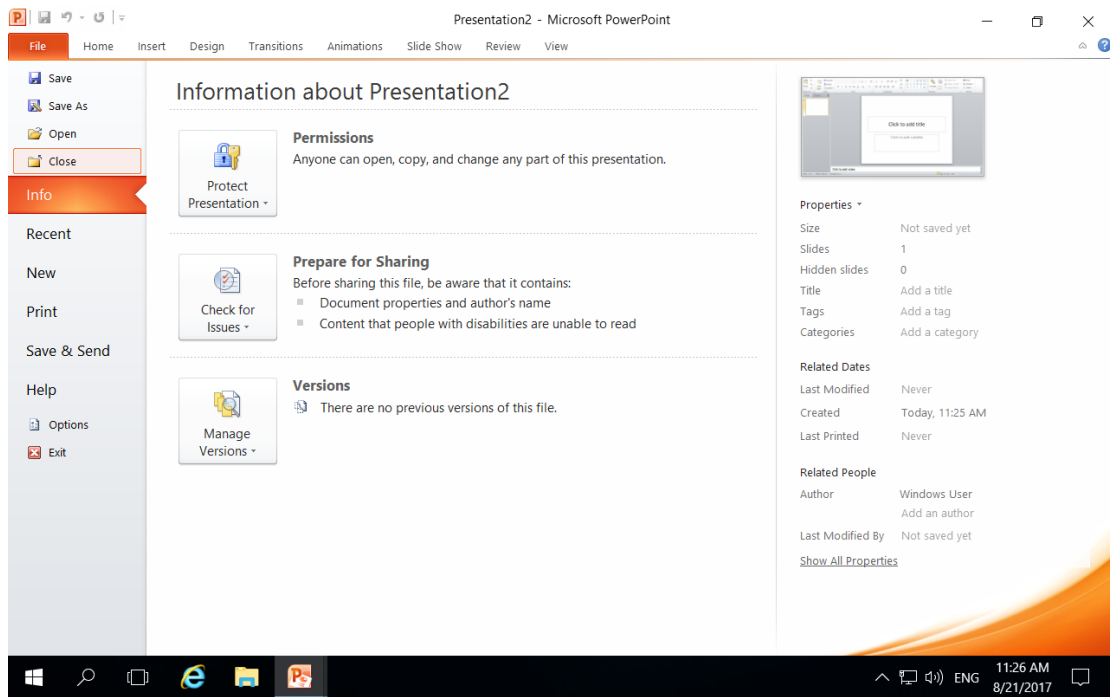 Presentation2 - Microsoft PowerPoint
File Home Insert Design Transitions Animations Slide Show Review View
Save
Save As
Open
Close
Info
Recent
New
Print
Save & Send
Help
Options
Exit
Information about Presentation2
Protect
Presentation
Permissions
Anyone can open, copy, and change any part of this presentation.
Check for
Issues
Prepare for Sharing
Before sharing this file, be aware that it contains:
Document properties and author's name
Content that people with disabilities are unable to read
Manage
Versions
Versions
There are no previous versions of this file.
Click to add title
Properties
Size Not saved yet
Slides 1
Hidden slides 0
Title Add a title
Tags Add a tag
Categories Add a category
Related Dates
Last Modified Never
Created Today, 11:25 AM
Last Printed Never
Related People
Author Windows User
Add an author
Last Modified By Not saved yet
Show All Properties
ENG
11:26 AM
8/21/2017